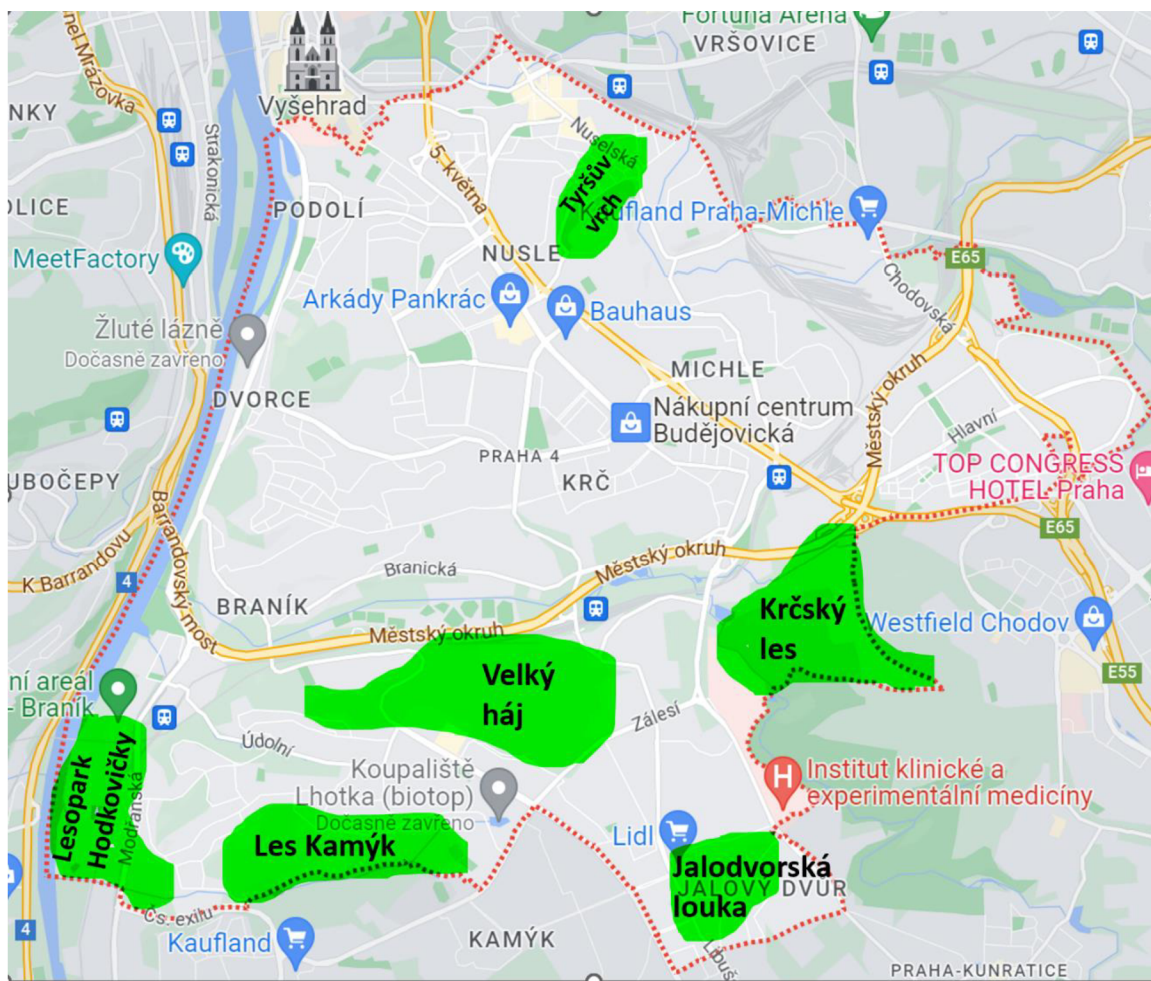 Fortuna Arena
VRŠOVICE
nel Mrázovka
NKY
Vyšehrad
Strakonická
5. května
Nuselská
OLICE
PODOLÍ
Tyršův
vrch
Kaufland Praha-Michle
MeetFactory
NUSLE
E65
Arkády Pankrác
Bauhaus
Chodovská
Žluté lázně
Dočasně zavřeno
MICHLE
Městský okruh
DVORCE
Nákupní centrum
Budějovická
Hlavní
PRAHA 4
KRČ
UBOČEPY
TOP CONGRESS
HOTEL Praha
E65
Barrandovský most
K Barrandovu
4
Branická
Městský okruh
BRANÍK
Městský okruh
Krčský
les
Westfield Chodov
E55
Velký
háj
ní areál
- Braník
Zálesí
Údolní
Lesopark
Hodkovičky
Modřanská
Koupaliště
Lhotka (biotop)
Dočasně zavřeno
H
Institut klinické a
experimentální medicíny
Les Kamýk
Lidl
Jalodvorská
louka
JALOVÝ DVŮR
Čs. exilu
4
Kaufland
KAMÝK
Libuš
PRAHA-KUNRATICE